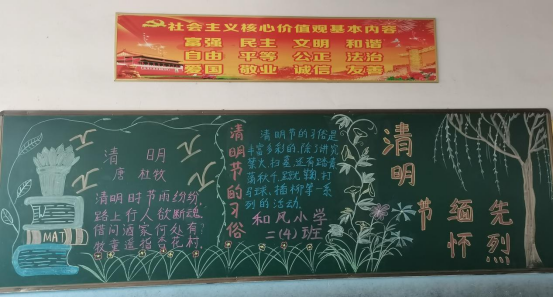 社会主义核心价值观基本内容
富强 民主 文明 和谐
自由 平等 公正 法治
爱国 敬业 诚信 友善
清明
唐 杜牧
清明时节雨纷纷
路上行人欲断魂
借问酒家何处有
牧童遥指杏花村
MAT
清明节的习俗
清明节的习俗是
丰富多彩的,除了讲究
禁火扫墓,还有踏青
荡秋千,蹴鞠,打
马球,插柳等一系
列的活动.
和风小学
二(4)班
清明节
缅怀
先烈